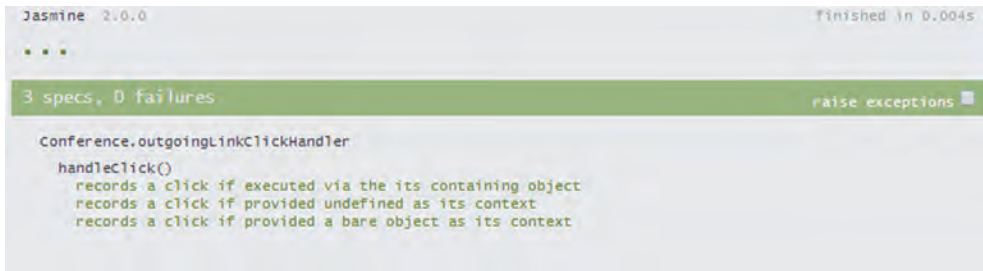 Jasmine 2.0.0
finished in 0.004s
3 specs, 0 failures
raise exceptions
Conference.outgoingLinkClickHandler
handleClick()
records a click if executed via the its containing object
records a click if provided undefined as its context
records a click if provided a bare object as its context